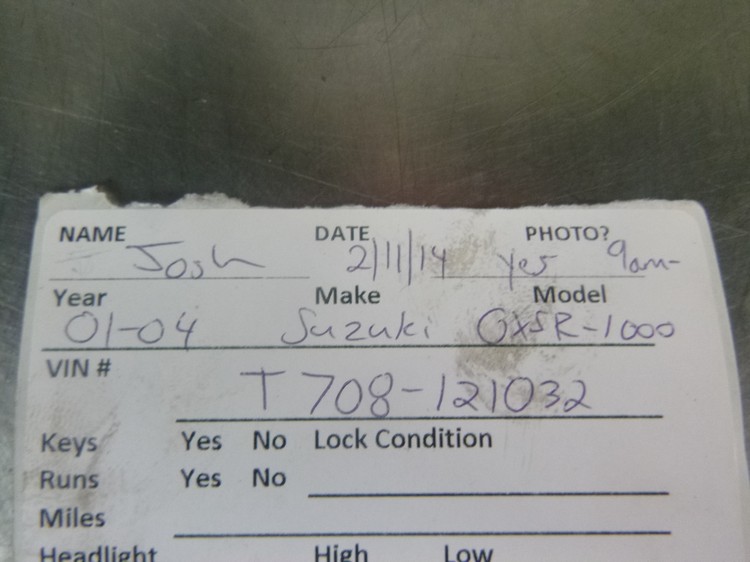 NAME Josh DATE 2/11/14 PHOTO? yes 9am-
Year Make Model
01-04 Suzuki GXSR-1000
VIN # T708-121032
Keys Yes No Lock Condition
Runs Yes No
Miles
Headlight High Low